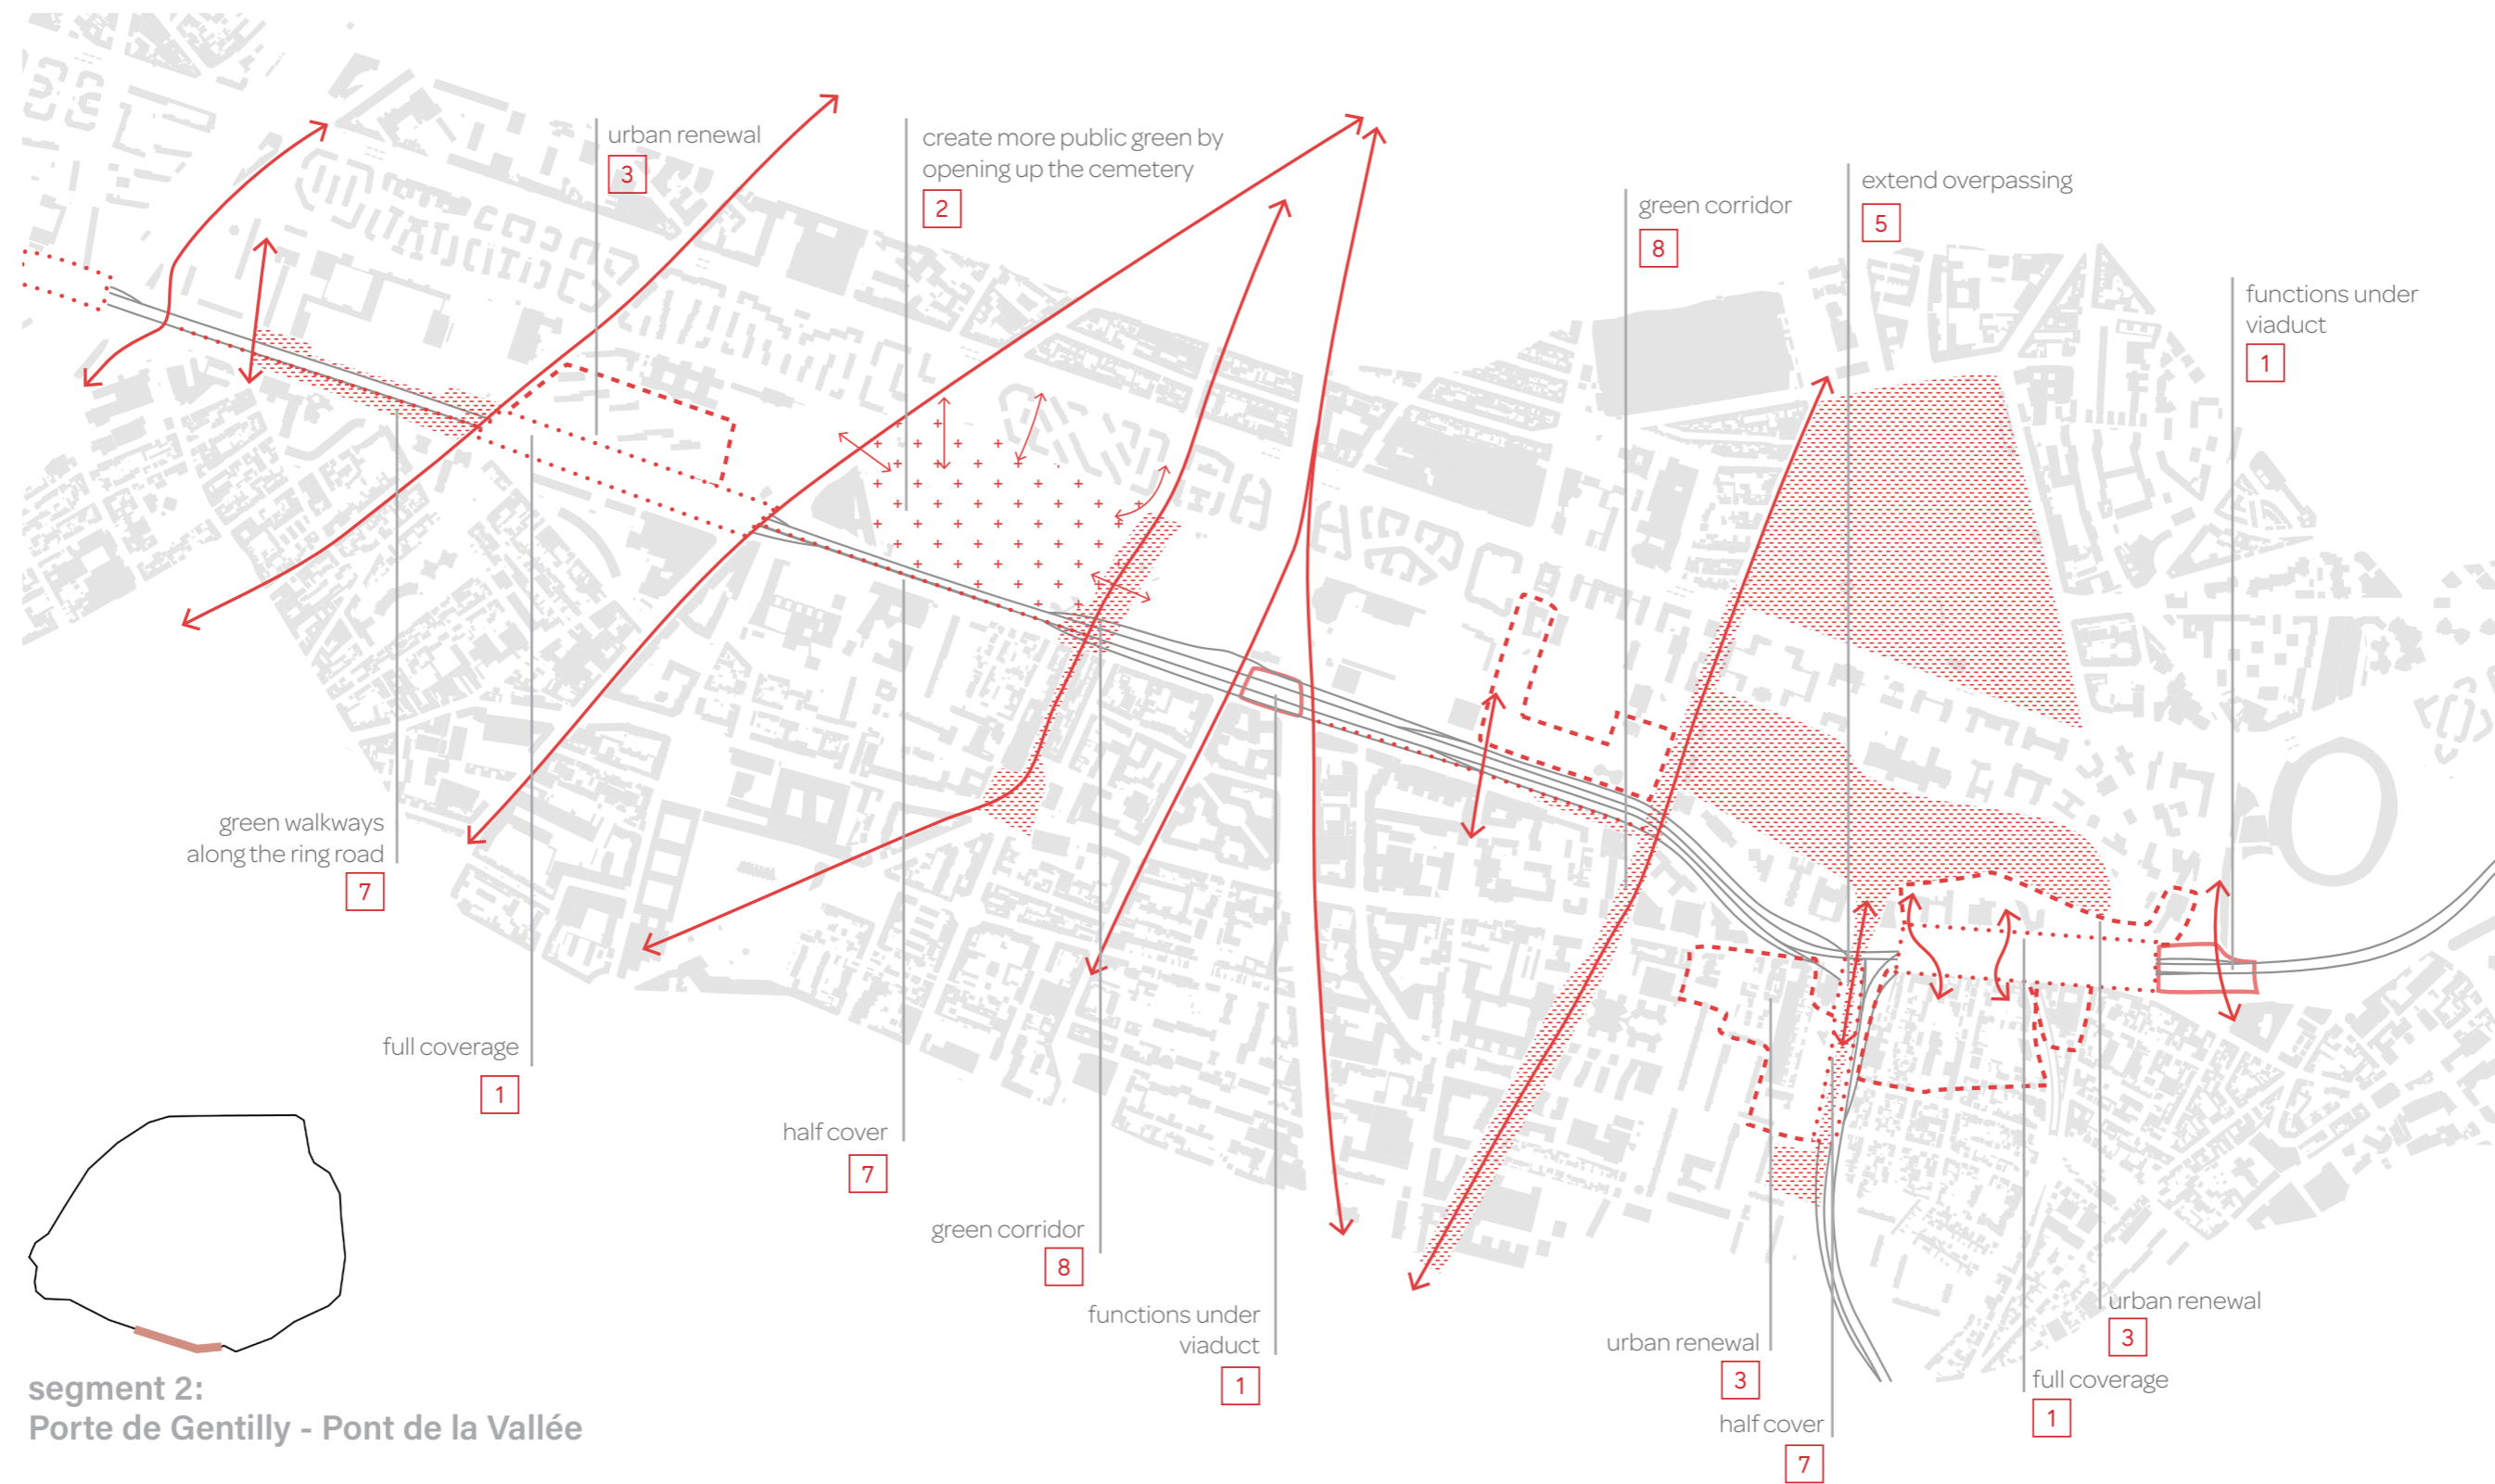 urban renewal
3
create more public green by
opening up the cemetery
2
extend overpassing
5
green corridor
8
functions under
viaduct
1
green walkways
along the ring road
7
full coverage
1
half cover
7
green corridor
8
functions under
viaduct
1
urban renewal
3
urban renewal
3
full coverage
1
half cover
7
segment 2:
Porte de Gentilly - Pont de la Vallée